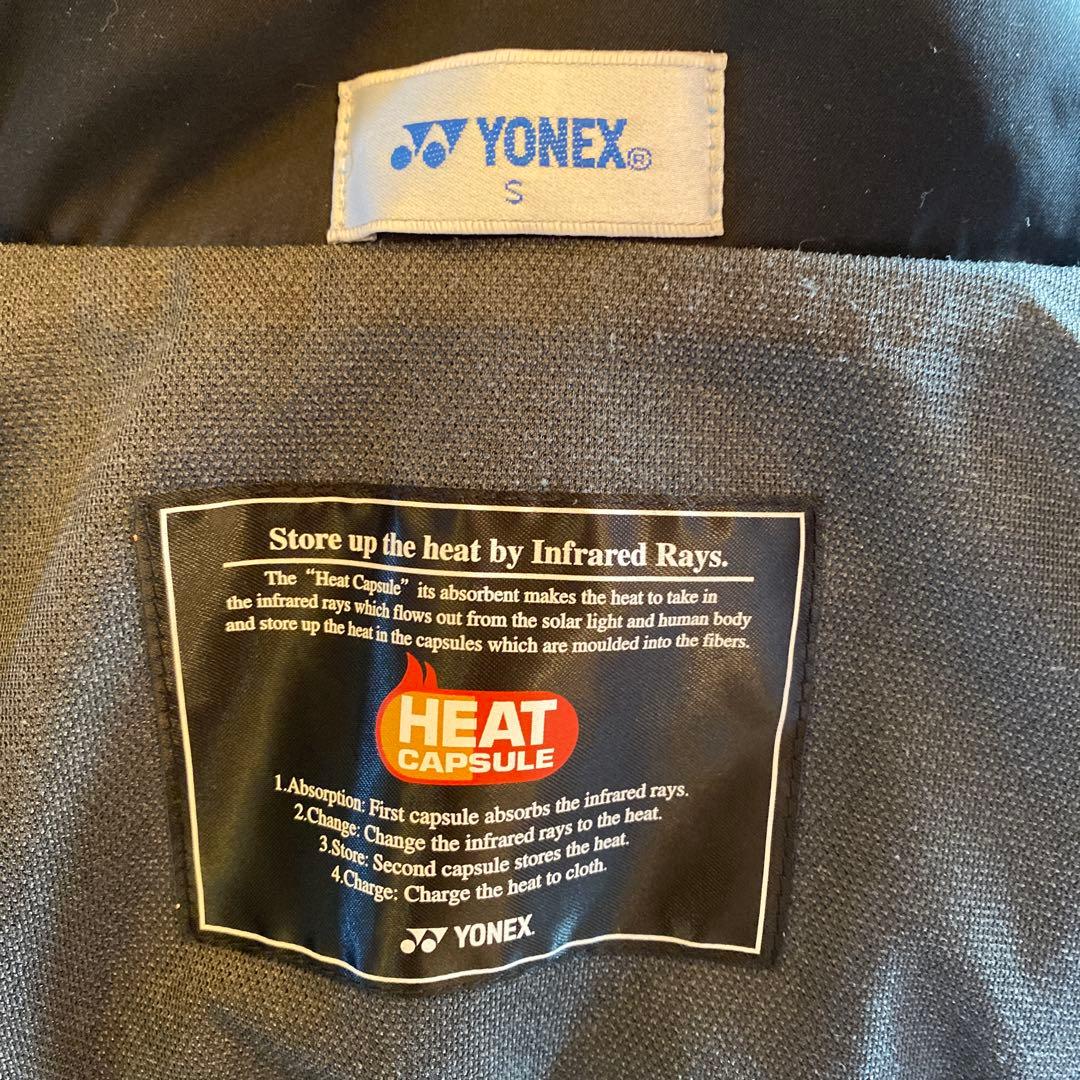 YONEX®
S
Store up the heat by Infrared Rays.
The "Heat Capsule" its absorbent makes the heat to take in
the infrared rays which flows out from the solar light and human body
and store up the heat in the capsules which are moulded into the fibers.
HEAT
CAPSULE
1.Absorption: First capsule absorbs the infrared rays.
2.Change: Change the infrared rays to the heat.
3.Store: Second capsule stores the heat.
4.Charge: Charge the heat to cloth.
YONEX.